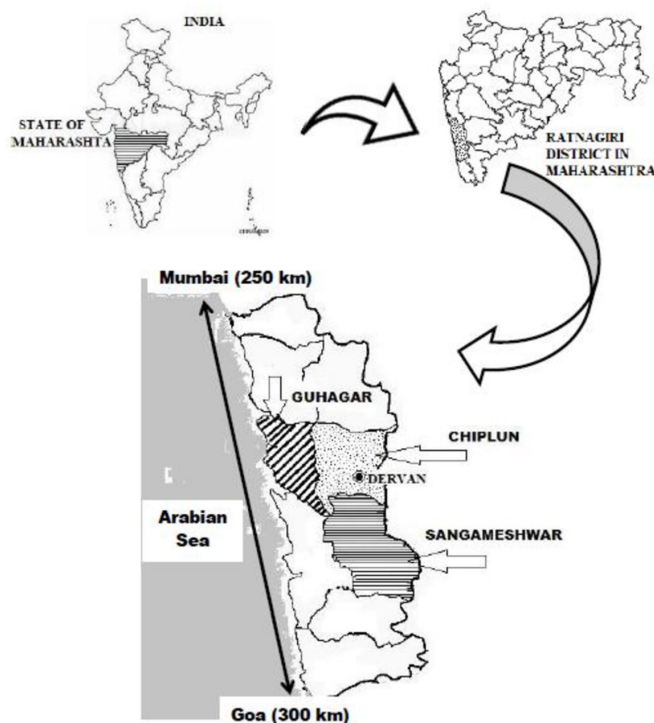 INDIA
STATE OF
MAHARASHTA
RATNAGIRI
DISTRICT IN
MAHARASHTRA
Mumbai (250 km)
GUHAGAR
CHIPLUN
DERVAN
Arabian
Sea
SANGAMESHWAR
Goa (300 km)